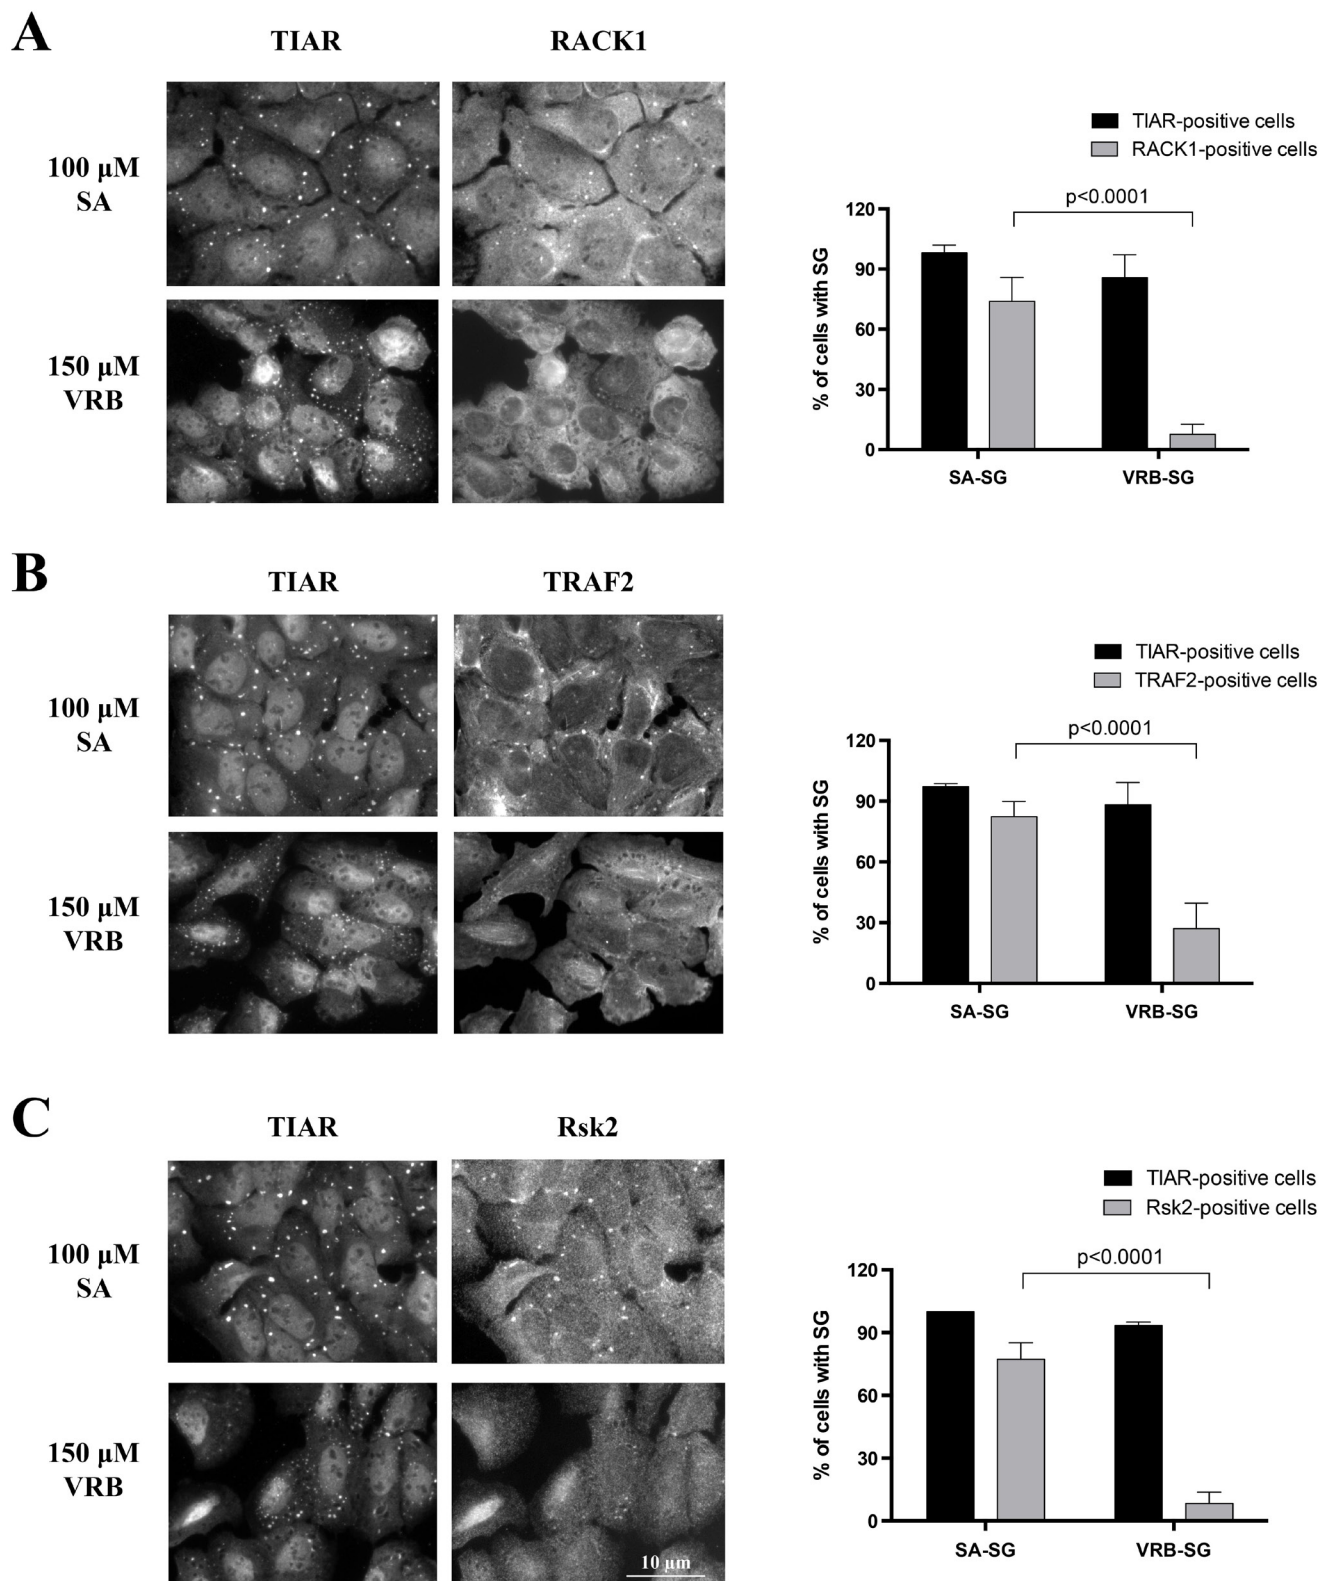 A
TIAR
RACK1
100 µM
SA
150 µM
VRB
TIAR-positive cells
RACK1-positive cells
p<0.0001
% of cells with SG
120
90
60
30
0
SA-SG
VRB-SG
B
TIAR
TRAF2
100 µM
SA
150 µM
VRB
TIAR-positive cells
TRAF2-positive cells
p<0.0001
% of cells with SG
120
90
60
30
0
SA-SG
VRB-SG
C
TIAR
Rsk2
100 µM
SA
150 µM
VRB
10 µm
TIAR-positive cells
Rsk2-positive cells
p<0.0001
% of cells with SG
120
90
60
30
0
SA-SG
VRB-SG